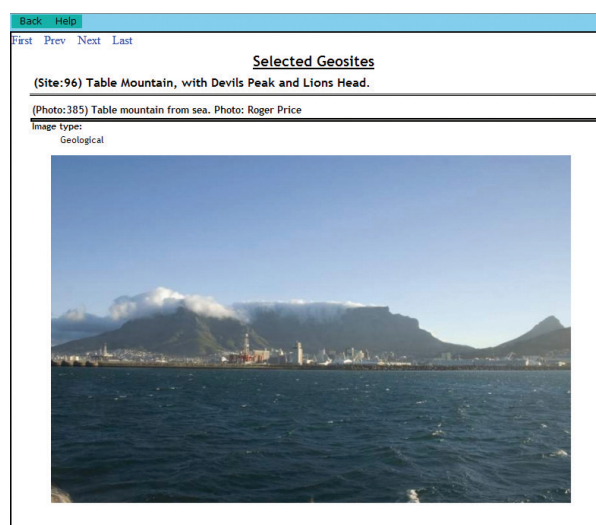 Back Help
First Prev Next Last
Selected Geosites
(Site:96) Table Mountain, with Devils Peak and Lions Head.
(Photo:385) Table mountain from sea. Photo: Roger Price
Image type:
Geological